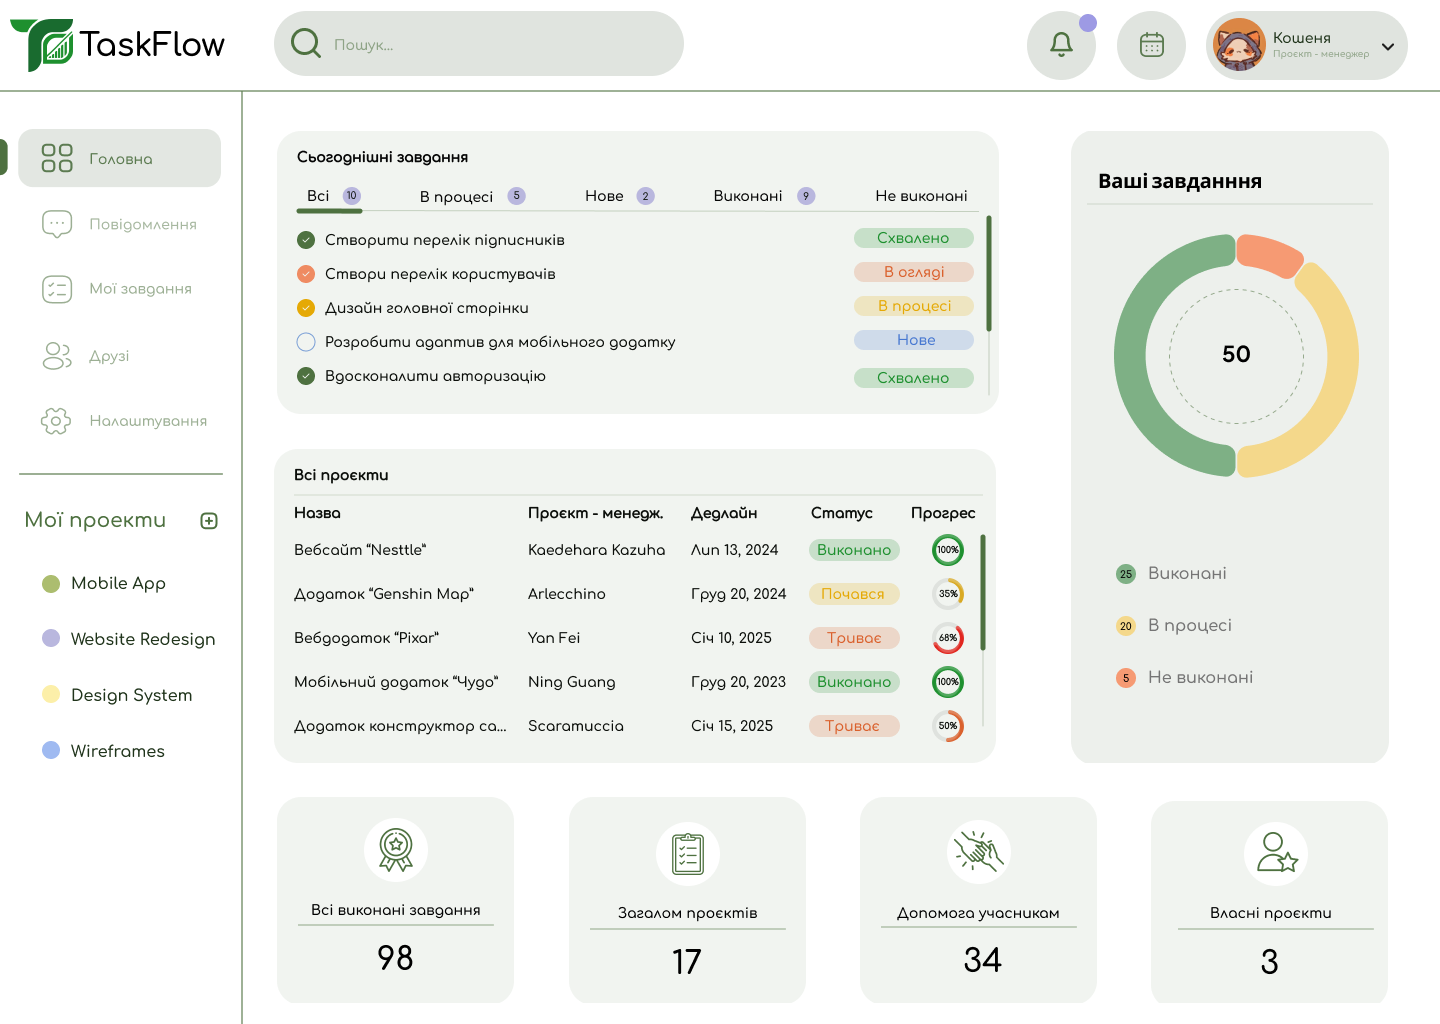 TaskFlow
Пошук...
Кошеня
Проєкт - менеджер
Головна
Повідомлення
Мої завдання
Друзі
Налаштування
Мої проекти
Mobile App
Website Redesign
Design System
Wireframes
Сьогоднішні завдання
Всі 10 В процесі 5 Нове 2 Виконані 9 Не виконані
Створити перелік підписників Схвалено
Створи перелік користувачів В огляді
Дизайн головної сторінки В процесі
Розробити адаптив для мобільного додатку Нове
Вдосконалити авторизацію Схвалено
Всі проєкти
Назва Проєкт - менедж. Дедлайн Статус Прогрес
Вебсайт “Nesttle” Kaedehara Kazuha Лип 13, 2024 Виконано 100%
Додаток “Genshin Map” Arlecchino Груд 20, 2024 Почався 35%
Вебдодаток “Pixar” Yan Fei Січ 10, 2025 Триває 68%
Мобільний додаток “Чудо” Ning Guang Груд 20, 2023 Виконано 100%
Додаток конструктор са... Scaramuccia Січ 15, 2025 Триває 50%
Ваші завданння
50
25 Виконані
20 В процесі
5 Не виконані
Всі виконані завдання
98
Загалом проєктів
17
Допомога учасникам
34
Власні проєкти
3